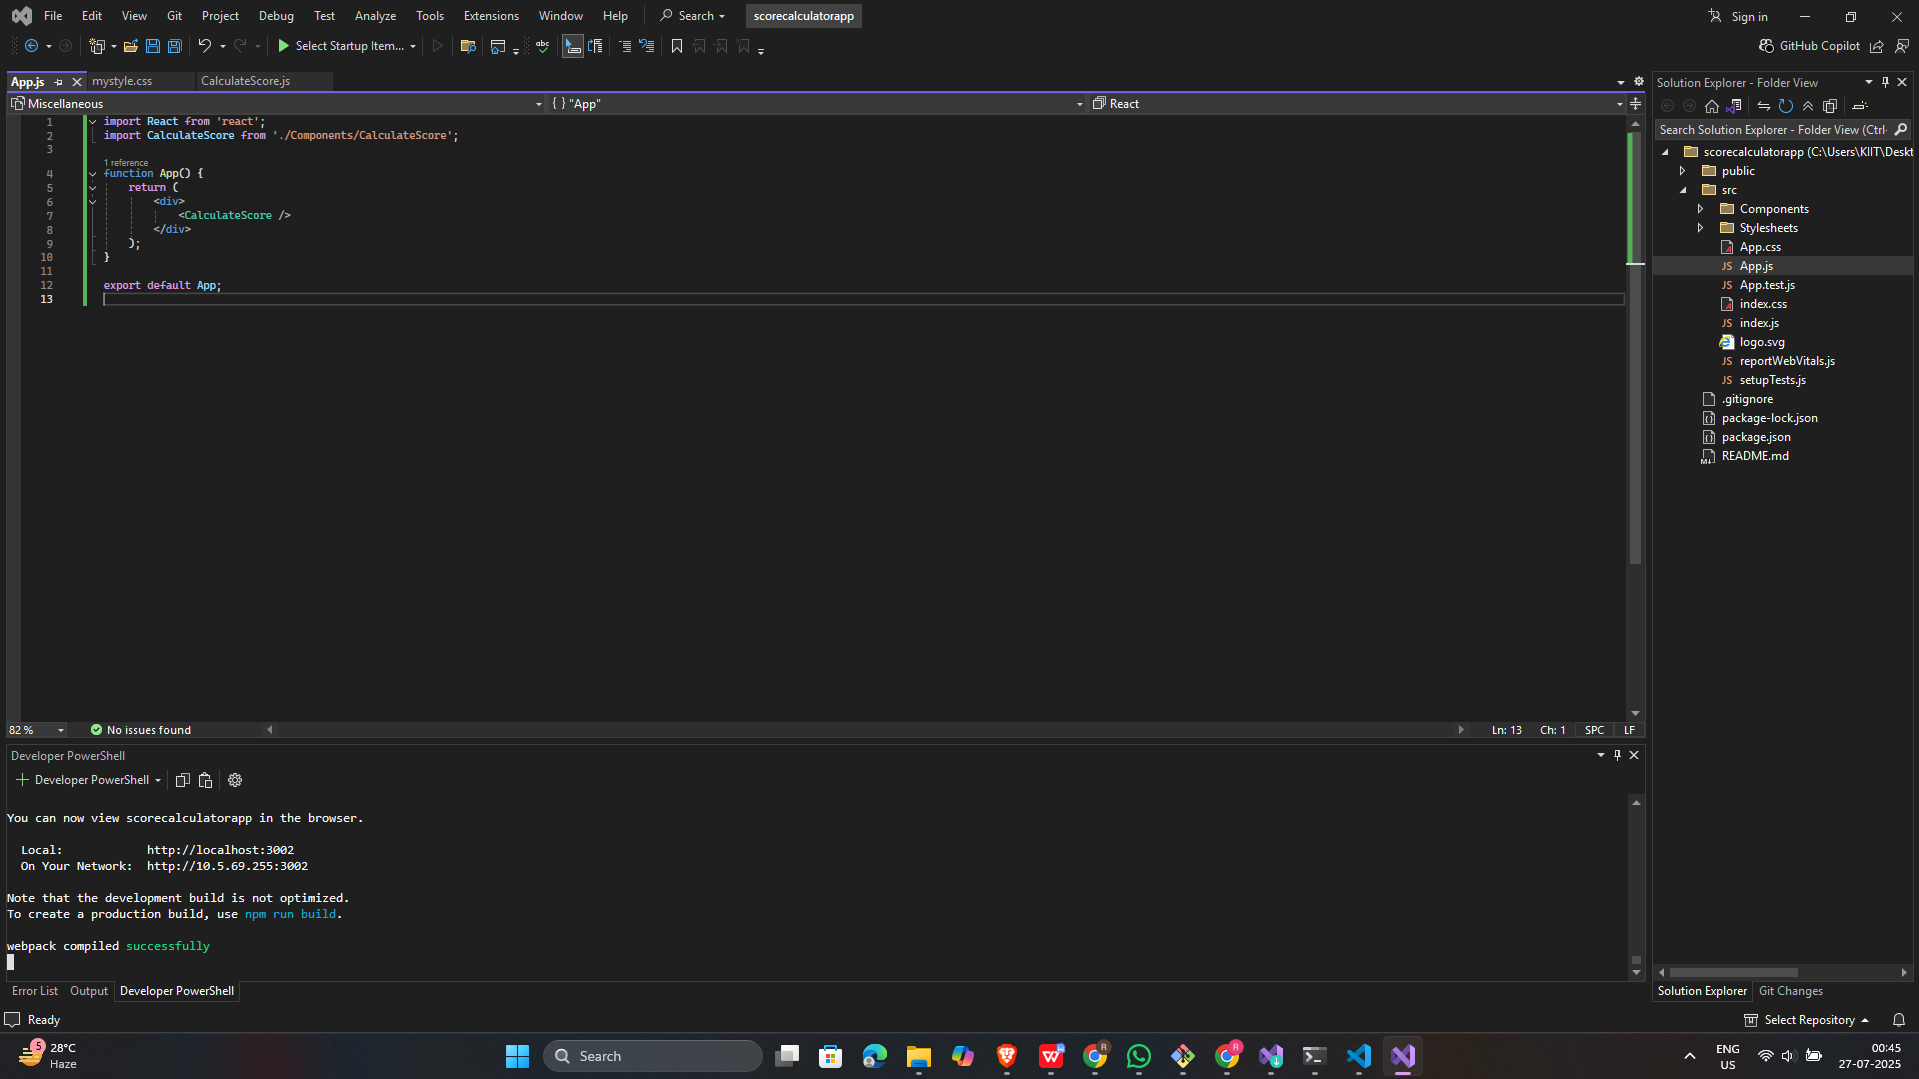 File Edit View Git Project Debug Test Analyze Tools Extensions Window Help Search scorecalculatorapp Sign in
Select Startup Item... GitHub Copilot
App.js mystyle.css CalculateScore.js
Miscellaneous { } "App" React
1 import React from 'react';
2 import CalculateScore from './Components/CalculateScore';
3
1 reference
4 function App() {
5 return (
6 <div>
7 <CalculateScore />
8 </div>
9 );
10 }
11
12 export default App;
13
82 % No issues found Ln: 13 Ch: 1 SPC LF
Developer PowerShell
Developer PowerShell
You can now view scorecalculatorapp in the browser.
Local: http://localhost:3002
On Your Network: http://10.5.69.255:3002
Note that the development build is not optimized.
To create a production build, use npm run build.
webpack compiled successfully
Error List Output Developer PowerShell
Solution Explorer - Folder View
Search Solution Explorer - Folder View (Ctrl-
scorecalculatorapp (C:\Users\KIIT\Deskt
public
src
Components
Stylesheets
App.css
JS App.js
JS App.test.js
index.css
JS index.js
logo.svg
JS reportWebVitals.js
JS setupTests.js
.gitignore
package-lock.json
package.json
README.md
Solution Explorer Git Changes
Ready Select Repository
5 28°C
Haze
Search
ENG
US
00:45
27-07-2025